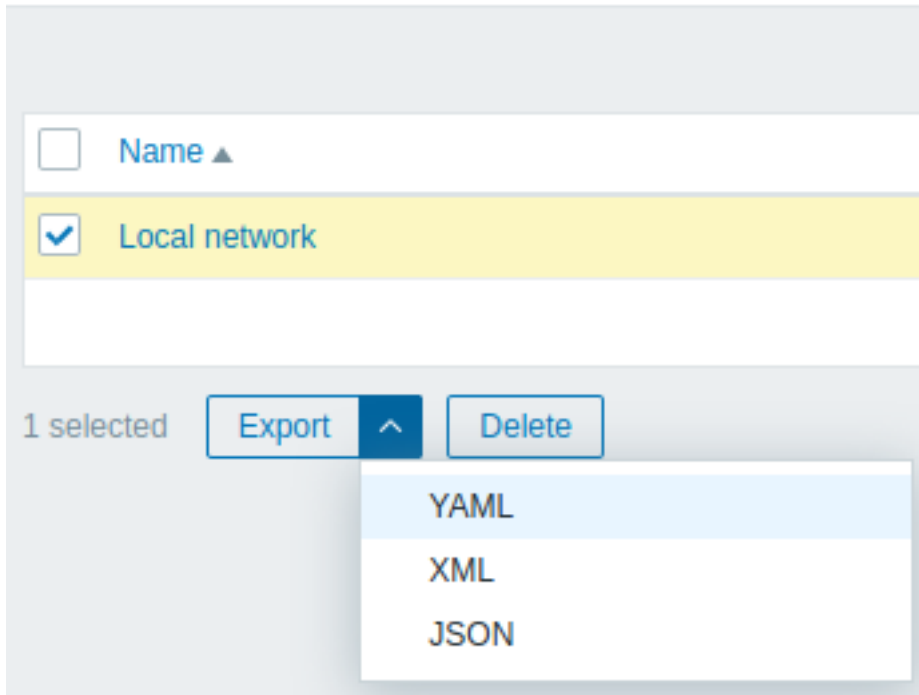 Name ▲
Local network
1 selected Export Delete
YAML
XML
JSON